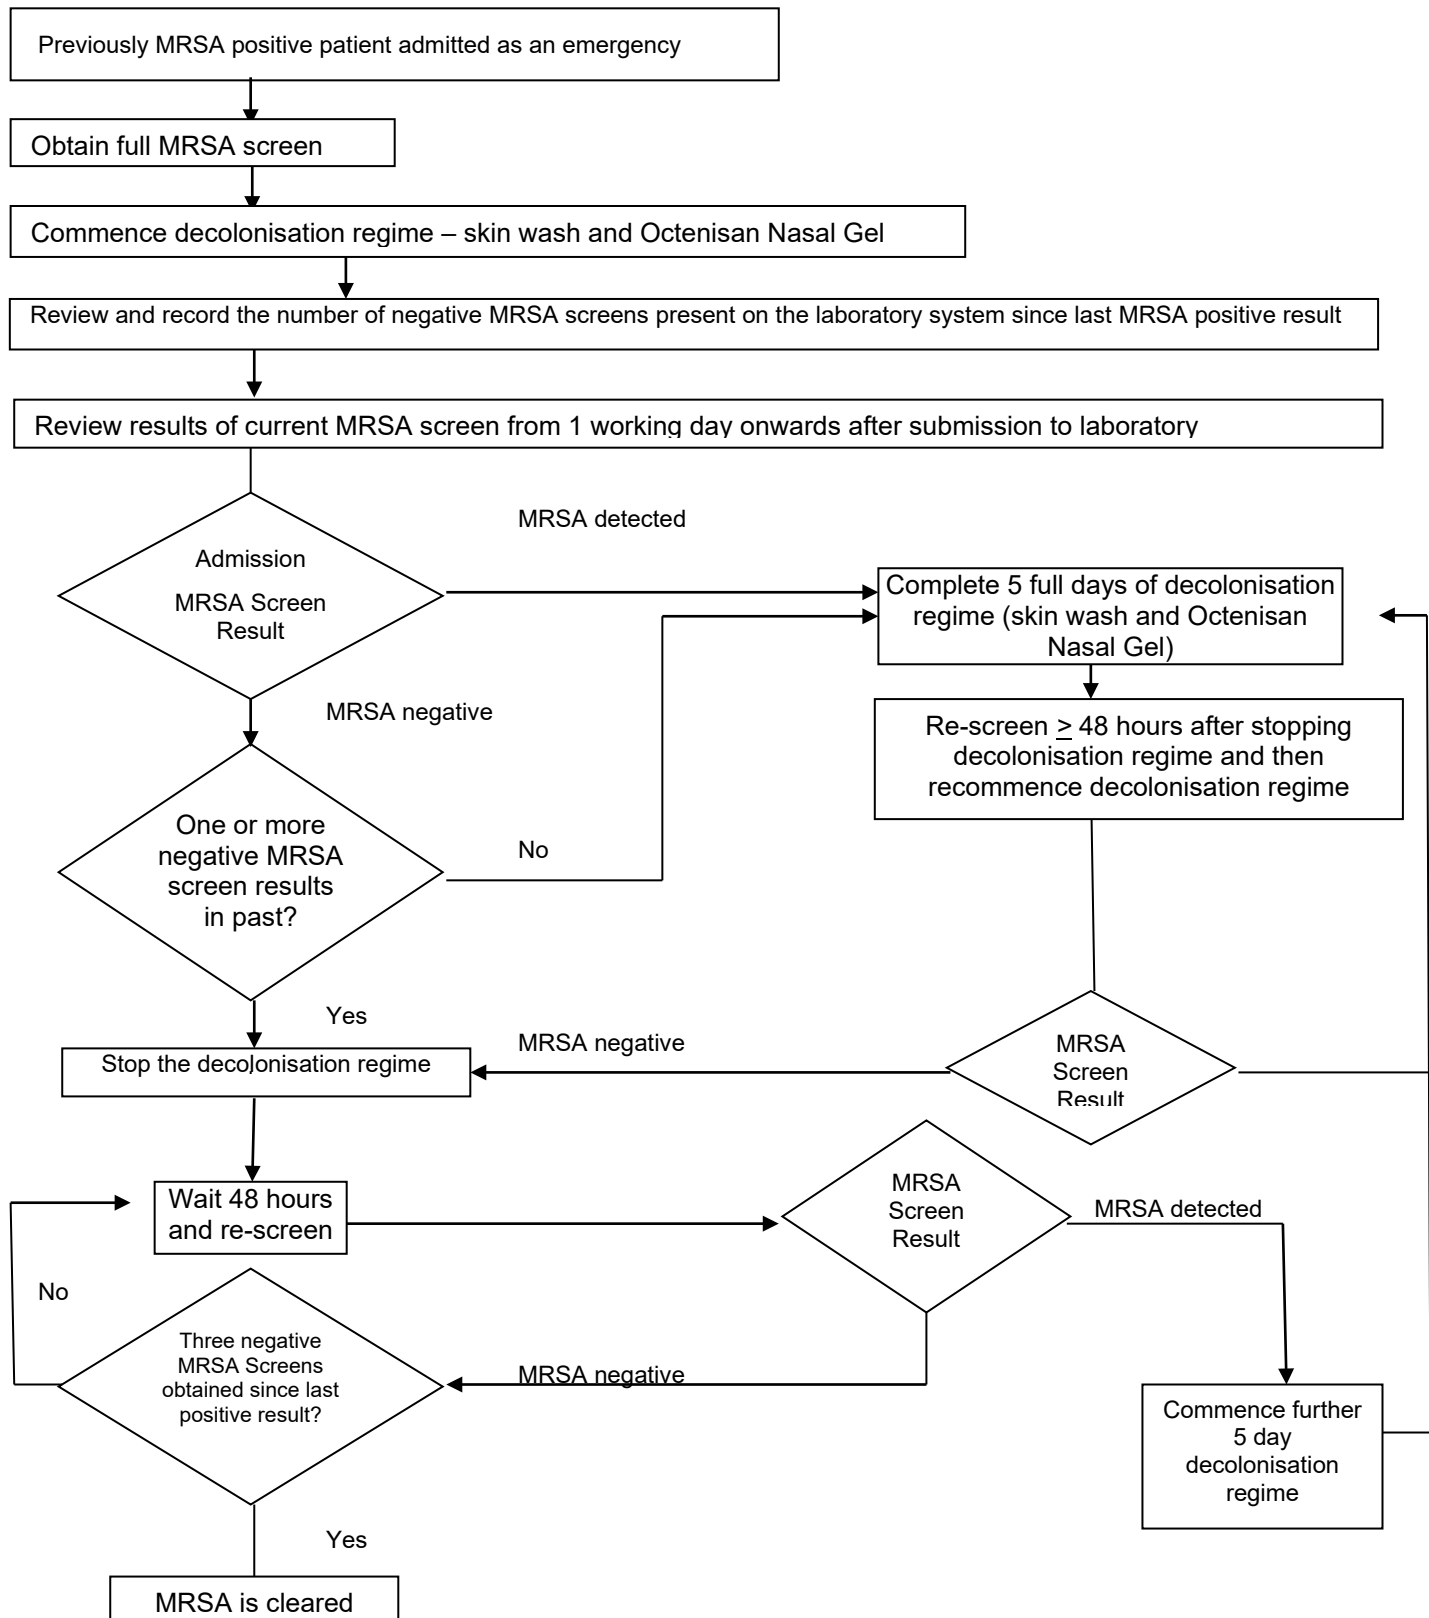 Previously MRSA positive patient admitted as an emergency
Obtain full MRSA screen
Commence decolonisation regime – skin wash and Octenisan Nasal Gel
Review and record the number of negative MRSA screens present on the laboratory system since last MRSA positive result
Review results of current MRSA screen from 1 working day onwards after submission to laboratory
MRSA detected
Admission
MRSA Screen
Result
Complete 5 full days of decolonisation
regime (skin wash and Octenisan
Nasal Gel)
MRSA negative
Re-screen ≥ 48 hours after stopping
decolonisation regime and then
recommence decolonisation regime
One or more
negative MRSA
screen results
in past?
No
Yes
Stop the decolonisation regime
MRSA negative
MRSA
Screen
Result
Wait 48 hours
and re-screen
MRSA
Screen
Result
MRSA detected
No
Three negative
MRSA Screens
obtained since last
positive result?
MRSA negative
Commence further
5 day
decolonisation
regime
Yes
MRSA is cleared